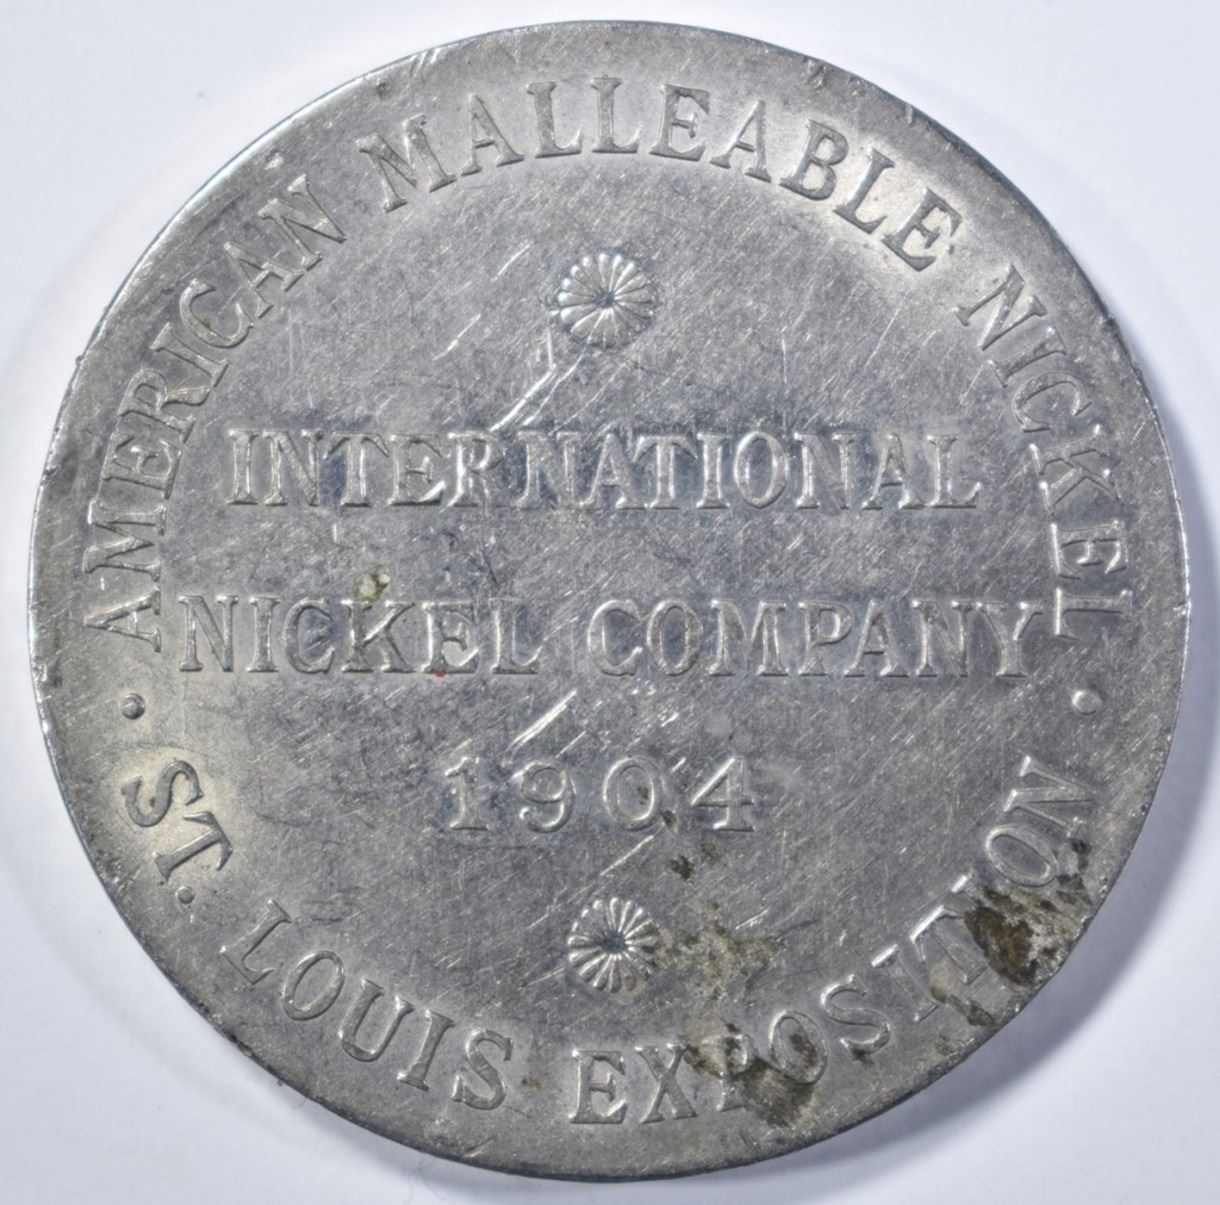 AMERICAN MALLEABLE NICKEL
INTERNATIONAL
NICKEL COMPANY
1904
ST. LOUIS EXPOSITION